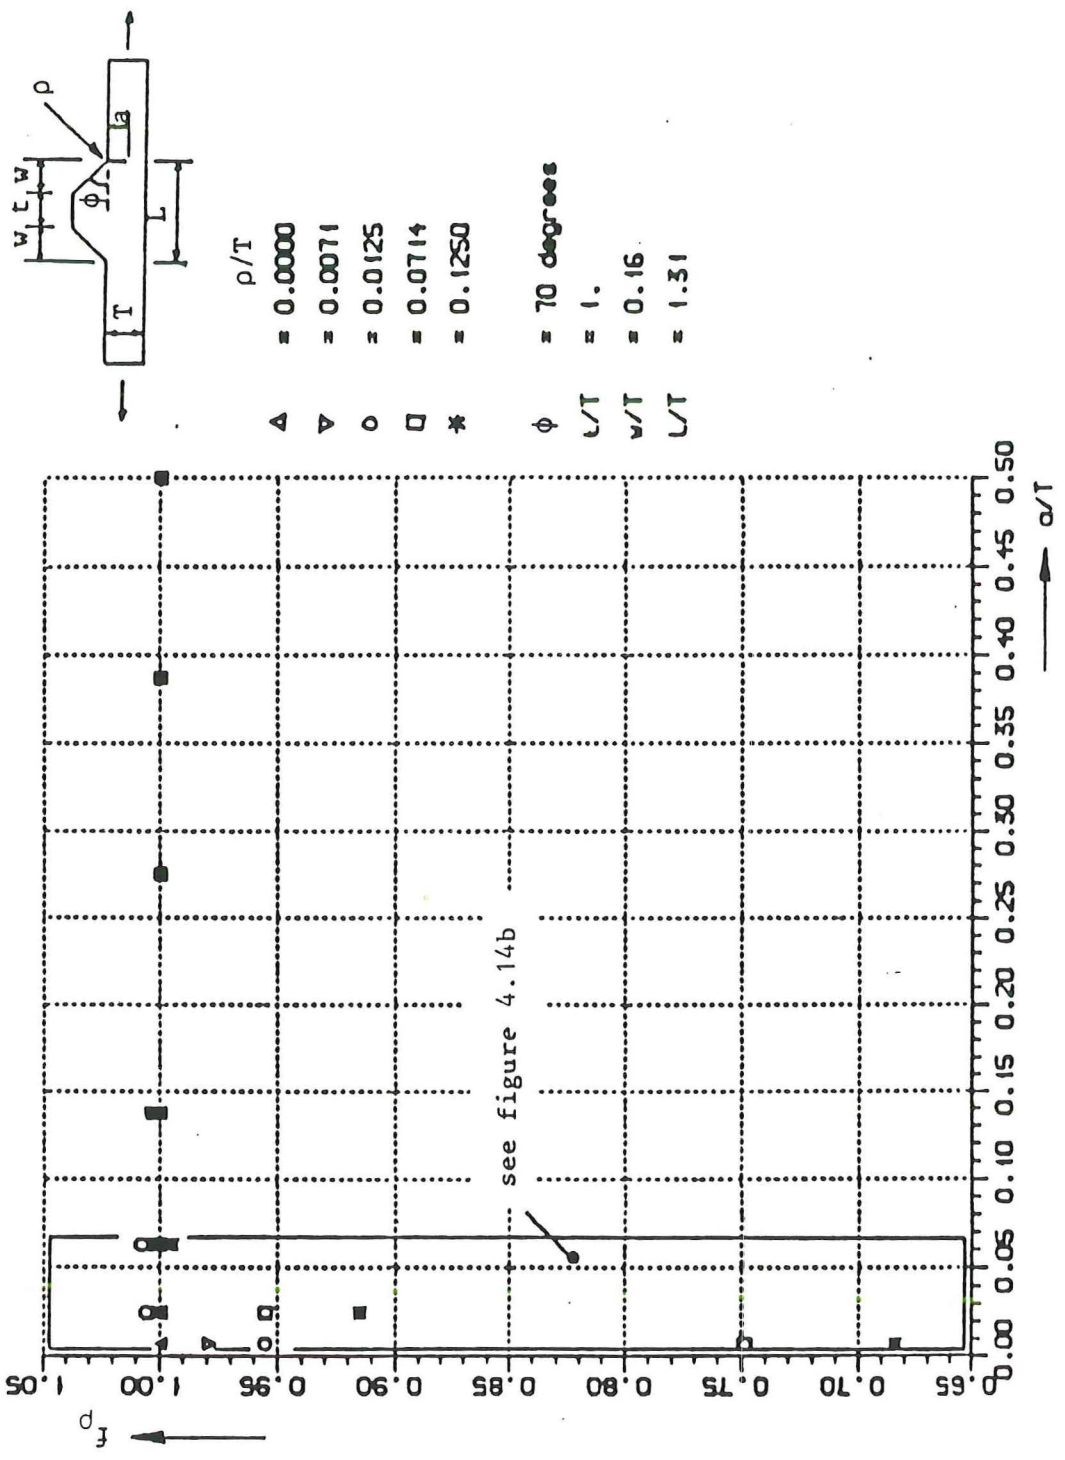 w t w
ρ
ϕ
a
T
L
ρ/T
△ = 0.0000
▽ = 0.0071
○ = 0.0125
□ = 0.0714
* = 0.1250
ϕ = 70 degrees
t/T = 1.
w/T = 0.16
L/T = 1.31
f_ρ
1.05
1.00
0.95
0.90
0.85
0.80
0.75
0.70
0.65
see figure 4.14b
0.00 0.05 0.10 0.15 0.20 0.25 0.30 0.35 0.40 0.45 0.50
a/T